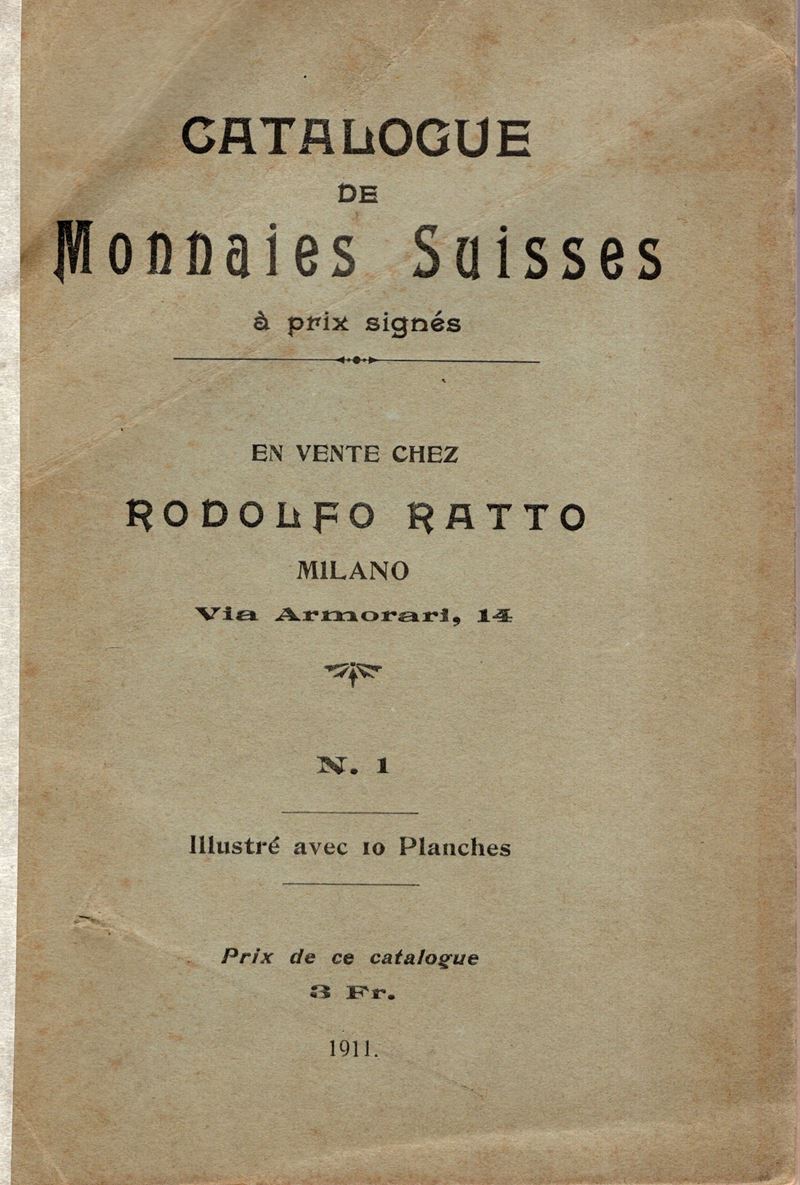 CATALOGUE
DE
Monnaies Suisses
à prix signés
EN VENTE CHEZ
RODOLFO RATTO
MILANO
Via Armorari, 14
N. 1
Illustré avec 10 Planches
Prix de ce catalogue
3 Fr.
1911.